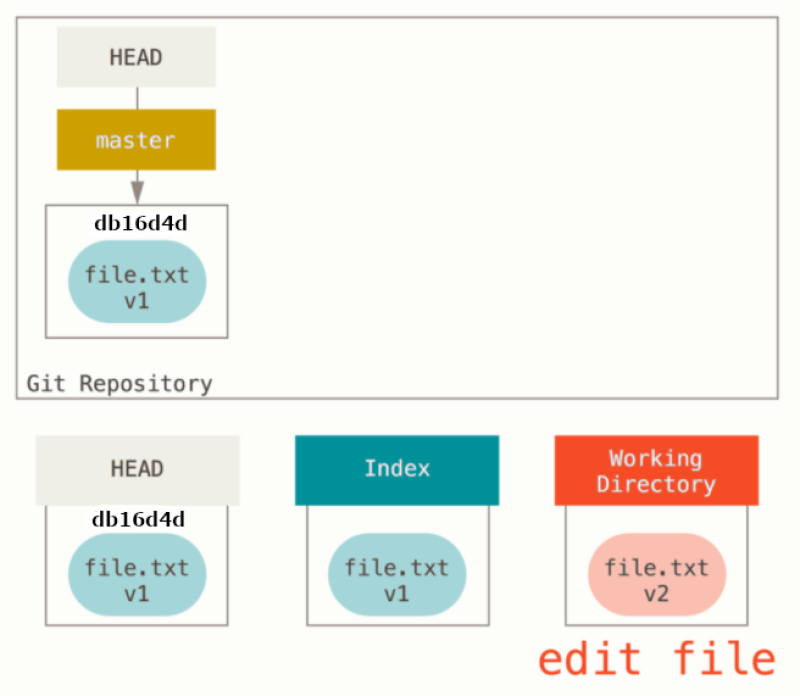 HEAD
master
db16d4d
file.txt
v1
Git Repository
HEAD
db16d4d
file.txt
v1
Index
file.txt
v1
Working
Directory
file.txt
v2
edit file